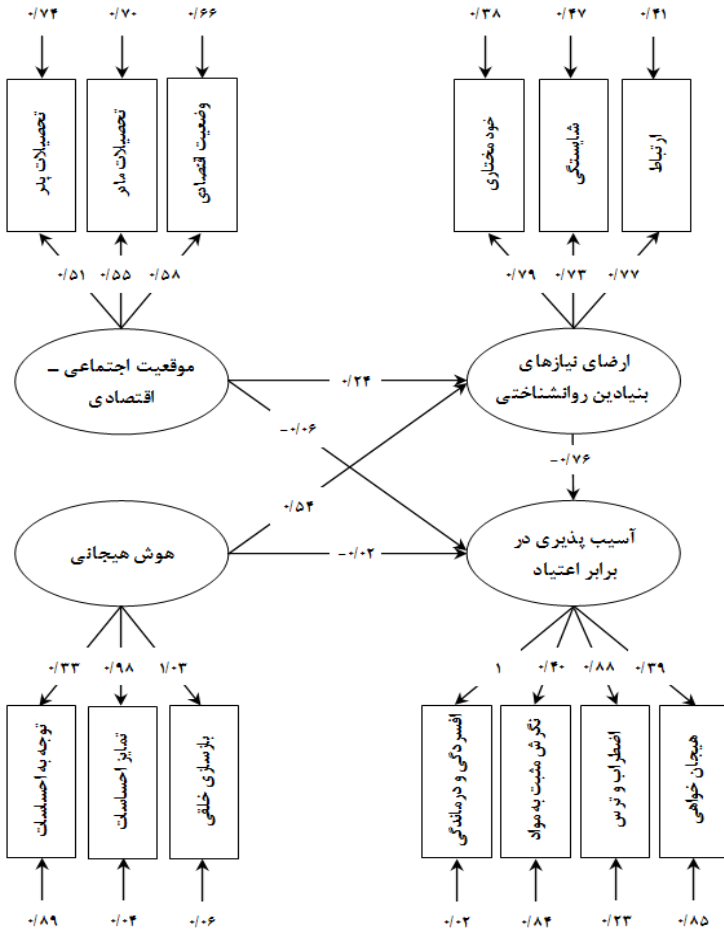 ۰/۷۴ ۰/۷۰ ۰/۶۶ ۰/۳۸ ۰/۴۷ ۰/۴۱
تحصیلات پدر
تحصیلات مادر
وضعیت اقتصادی
خود مختاری
شایستگی
ارتباط
۰/۵۱ ۰/۵۵ ۰/۵۸ ۰/۷۹ ۰/۷۳ ۰/۷۷
موقعیت اجتماعی –
اقتصادی
ارضای نیازهای
بنیادین روانشناختی
۰/۲۴
–۰/۰۶
–۰/۷۶
۰/۵۴
هوش هیجانی
–۰/۰۲
آسیب پذیری در
برابر اعتیاد
۰/۳۳ ۰/۹۸ ۱/۰۳ ۱ ۰/۴۰ ۰/۸۸ ۰/۳۹
توجه به احساسات
تمایز احساسات
بازسازی خلقی
افسردگی و درماندگی
نگرش مثبت به مواد
اضطراب و ترس
هیجان خواهی
۰/۸۹ ۰/۰۴ ۰/۰۶ ۰/۰۲ ۰/۸۴ ۰/۲۳ ۰/۸۵